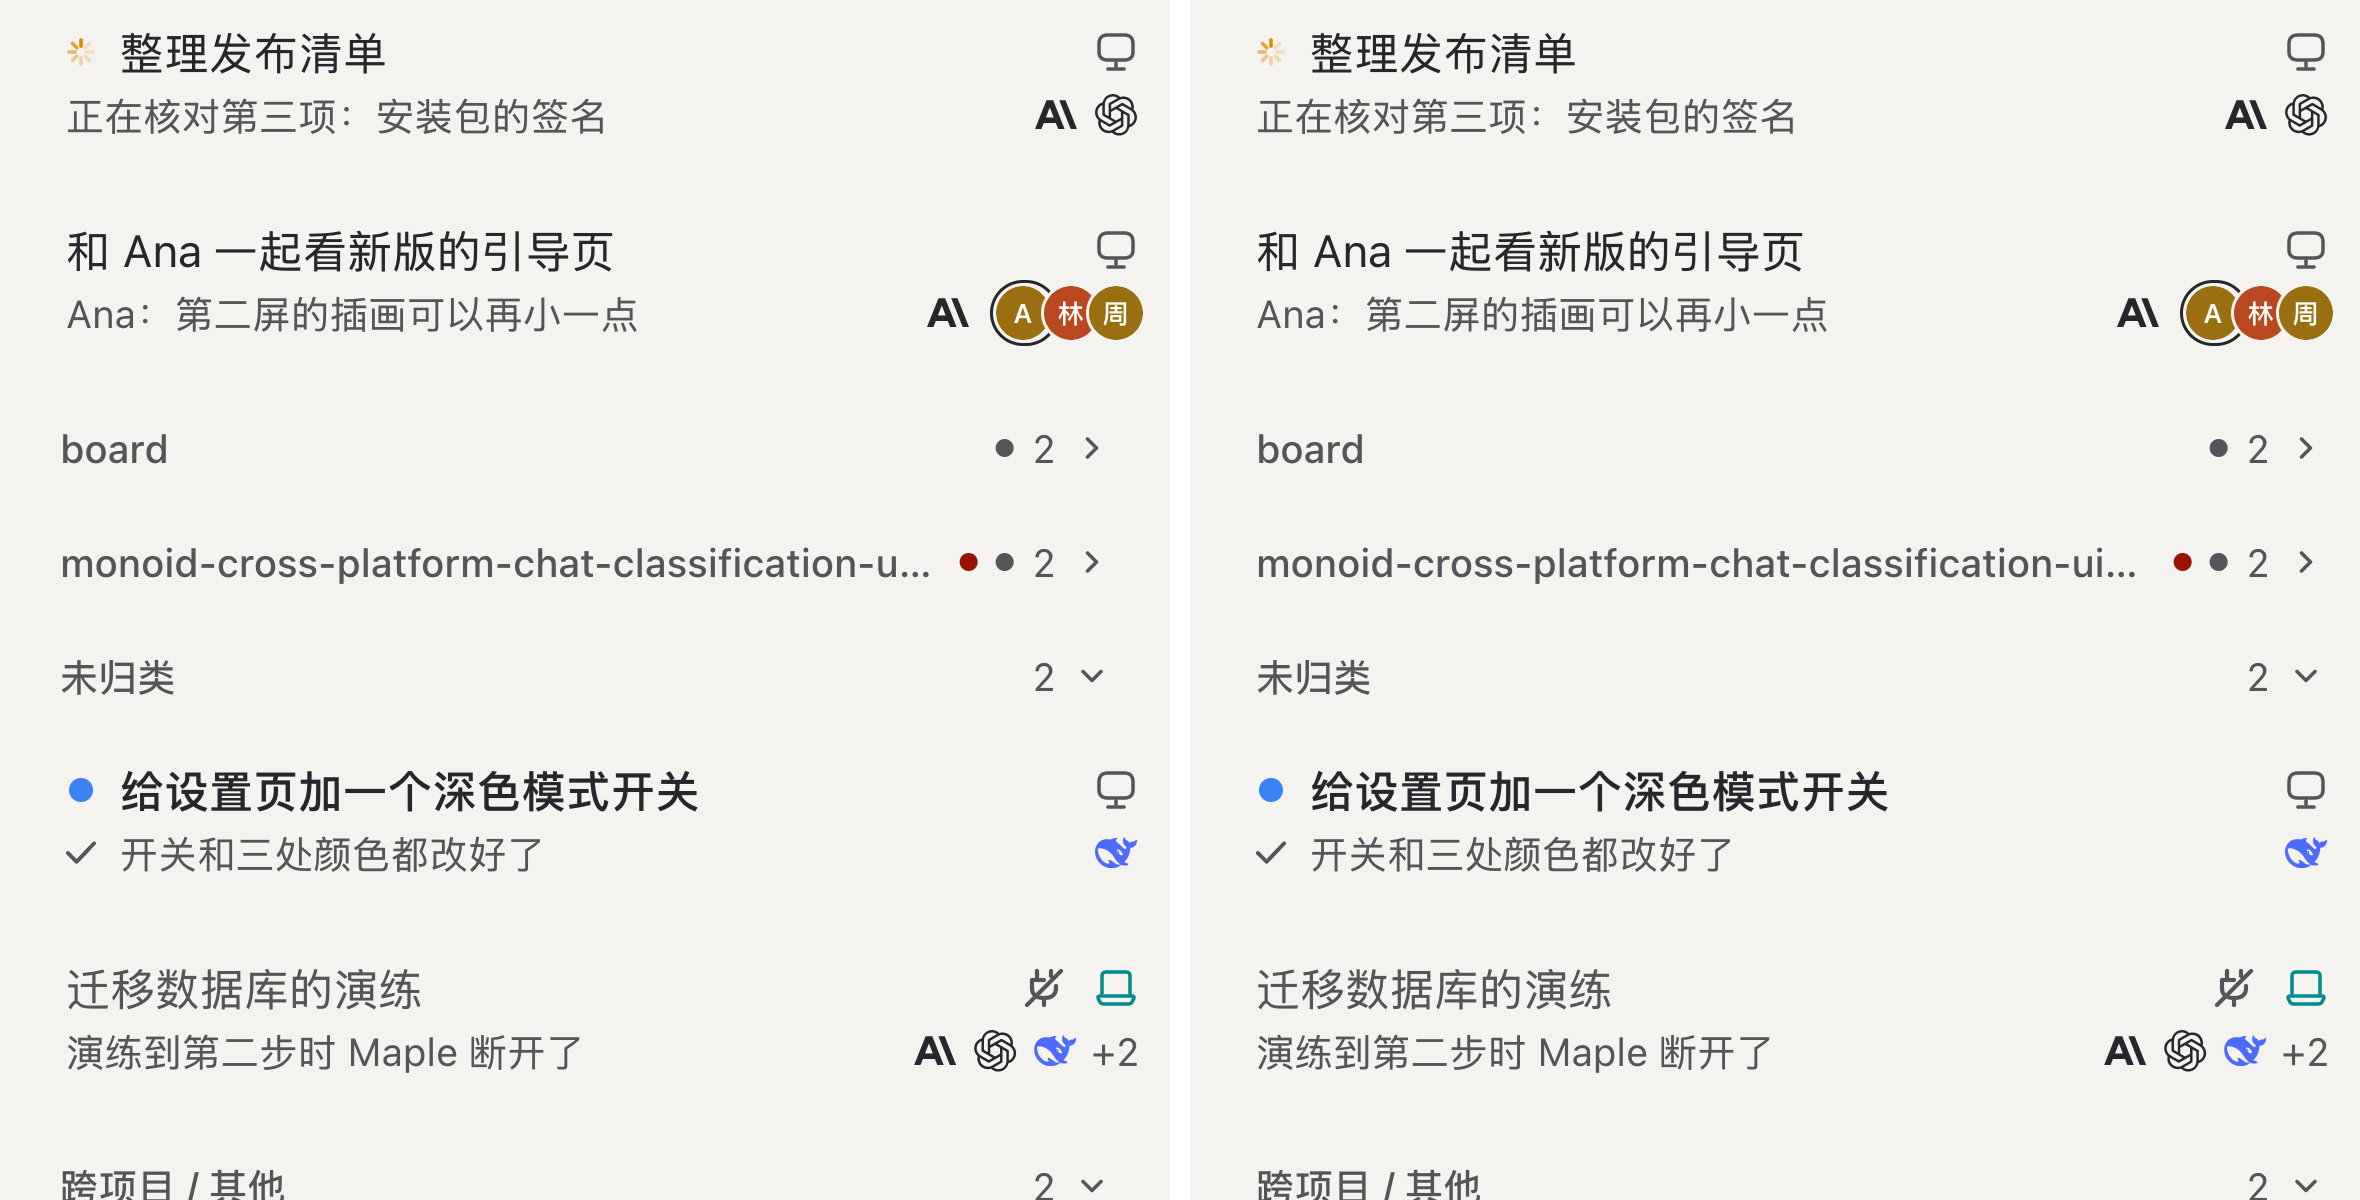 整理发布清单
正在核对第三项：安装包的签名
和 Ana 一起看新版的引导页
Ana：第二屏的插画可以再小一点
A 林 周
board 2
monoid-cross-platform-chat-classification-u... 2
未归类 2
给设置页加一个深色模式开关
开关和三处颜色都改好了
迁移数据库的演练
演练到第二步时 Maple 断开了 +2
跨项目 / 其他 2
整理发布清单
正在核对第三项：安装包的签名
和 Ana 一起看新版的引导页
Ana：第二屏的插画可以再小一点
A 林 周
board 2
monoid-cross-platform-chat-classification-ui... 2
未归类 2
给设置页加一个深色模式开关
开关和三处颜色都改好了
迁移数据库的演练
演练到第二步时 Maple 断开了 +2
跨项目 / 其他 2